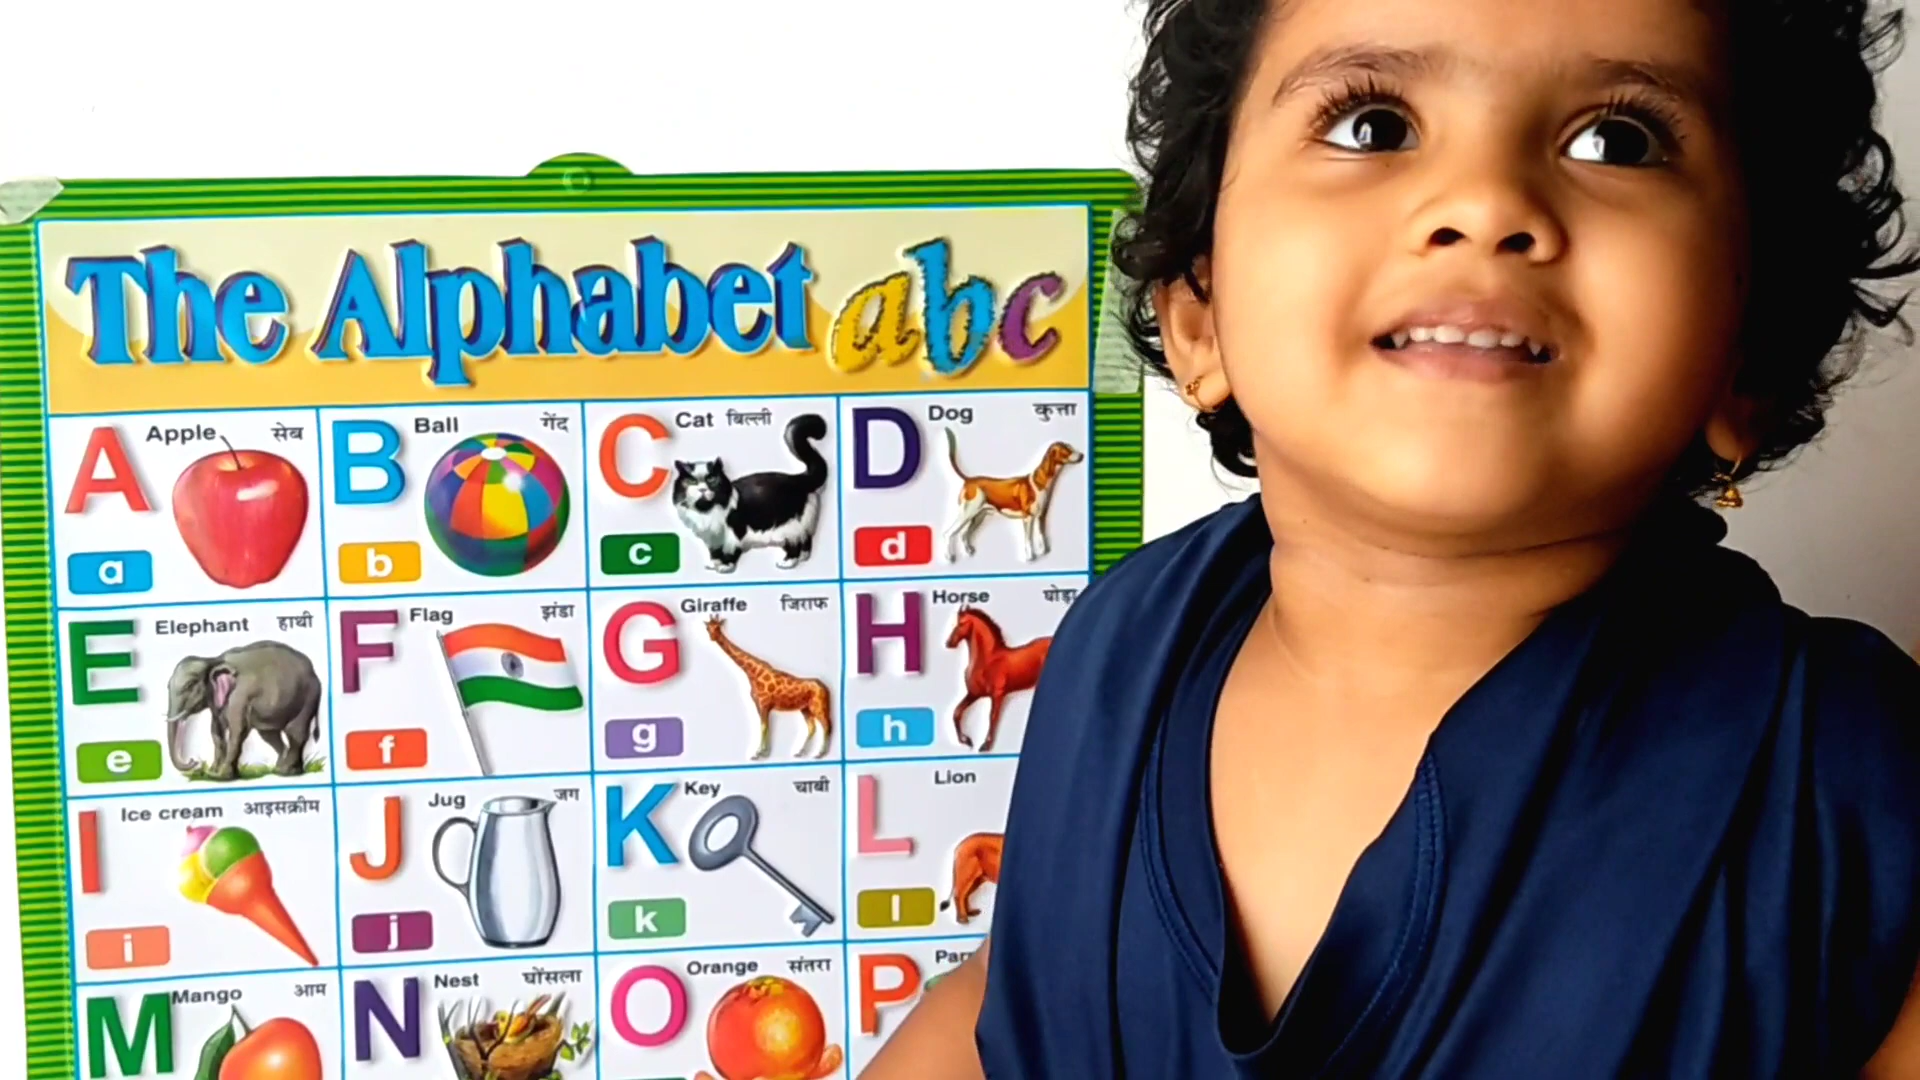 The Alphabet abc
A Apple सेब
a
B Ball गेंद
b
C Cat बिल्ली
c
D Dog कुत्ता
d
E Elephant हाथी
e
F Flag झंडा
f
G Giraffe जिराफ
g
H Horse घोड़ा
h
I Ice cream आइसक्रीम
i
J Jug जग
j
K Key चाबी
k
L Lion
l
M Mango आम
N Nest घोंसला
O Orange संतरा
P